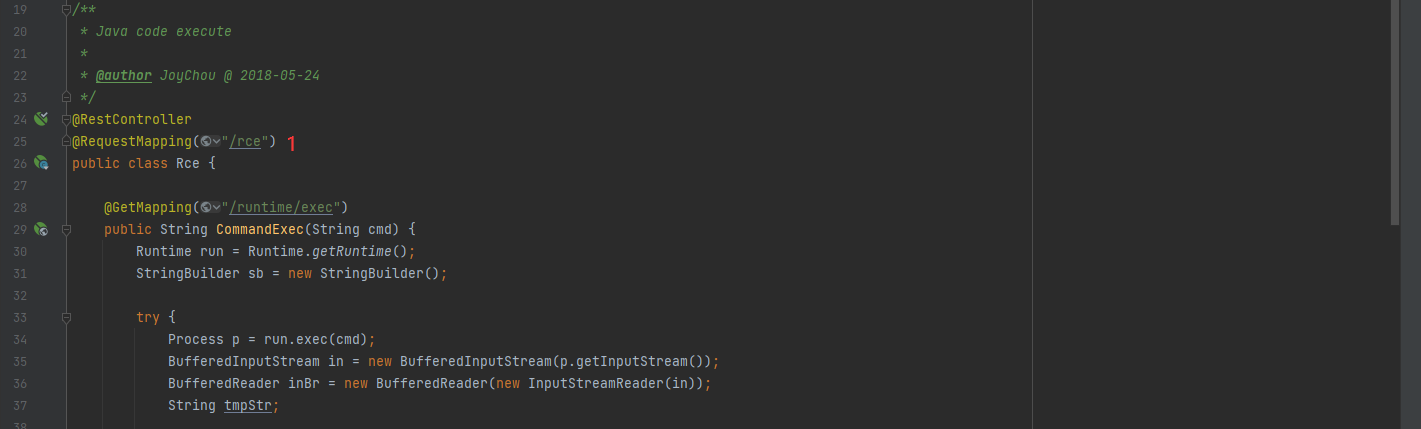 19 /**
20  * Java code execute
21  *
22  * @author JoyChou @ 2018-05-24
23  */
24 @RestController
25 @RequestMapping("/rce") 1
26 public class Rce {
27
28     @GetMapping("/runtime/exec")
29     public String CommandExec(String cmd) {
30         Runtime run = Runtime.getRuntime();
31         StringBuilder sb = new StringBuilder();
32
33         try {
34             Process p = run.exec(cmd);
35             BufferedInputStream in = new BufferedInputStream(p.getInputStream());
36             BufferedReader inBr = new BufferedReader(new InputStreamReader(in));
37             String tmpStr;
38